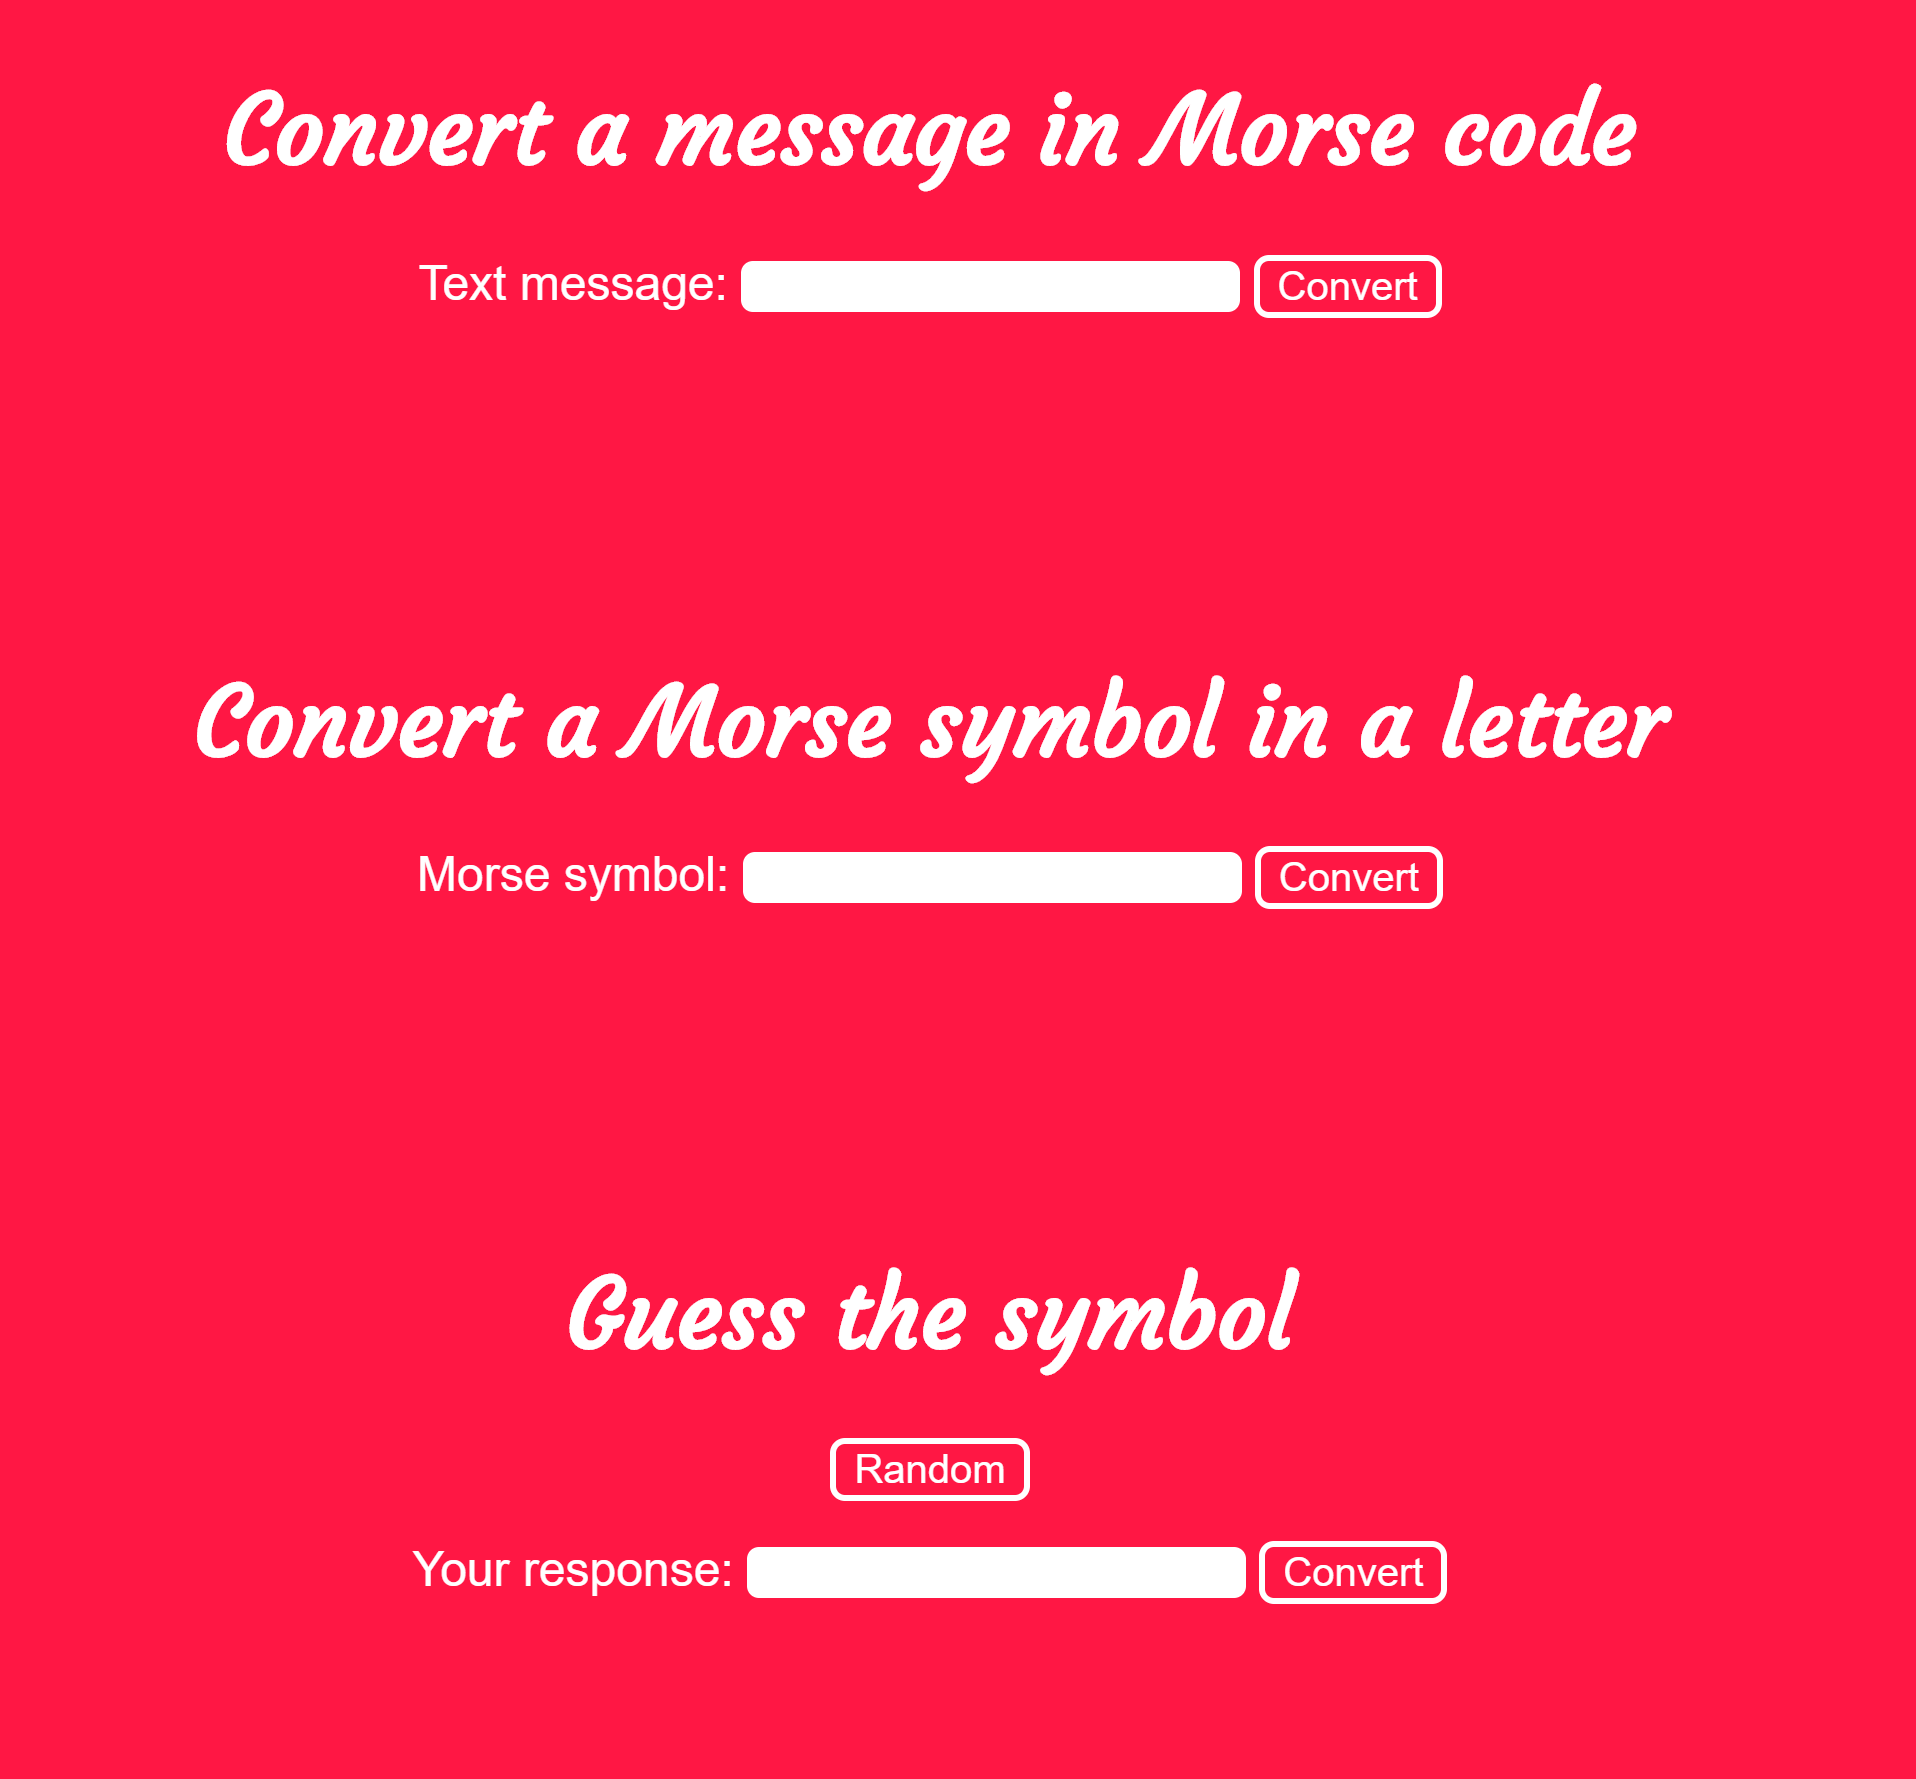 Convert a message in Morse code
Text message: Convert
Convert a Morse symbol in a letter
Morse symbol: Convert
Guess the symbol
Random
Your response: Convert